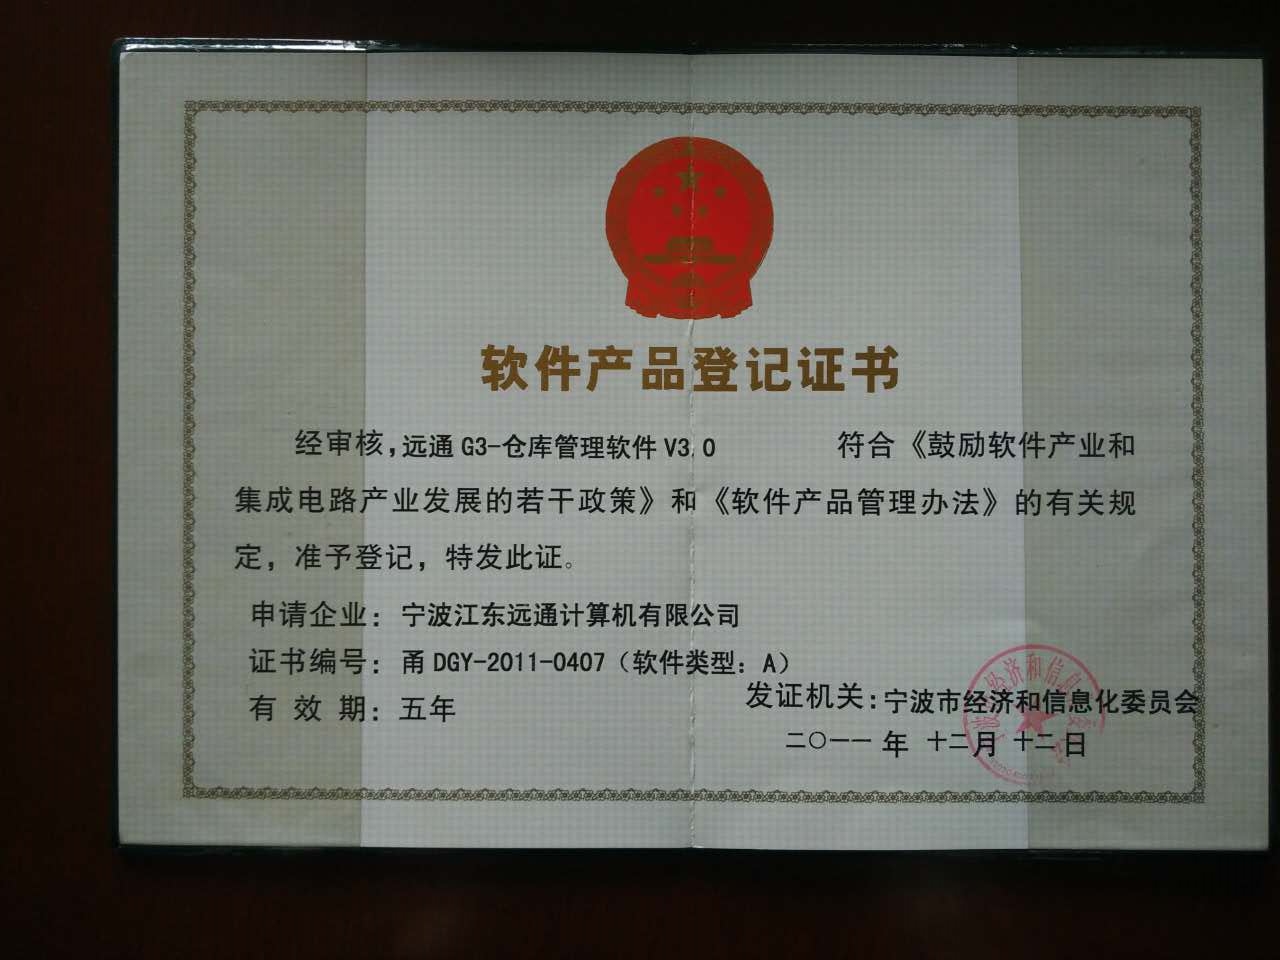 软件产品登记证书
经审核,远通 G3-仓库管理软件 V3.0 符合《鼓励软件产业和
集成电路产业发展的若干政策》和《软件产品管理办法》的有关规
定，准予登记，特发此证。
申请企业：宁波江东远通计算机有限公司
证书编号：甬 DGY-2011-0407（软件类型：A）
有 效 期：五年
发证机关:宁波市经济和信息化委员会
二〇一一 年 十二月 十二日